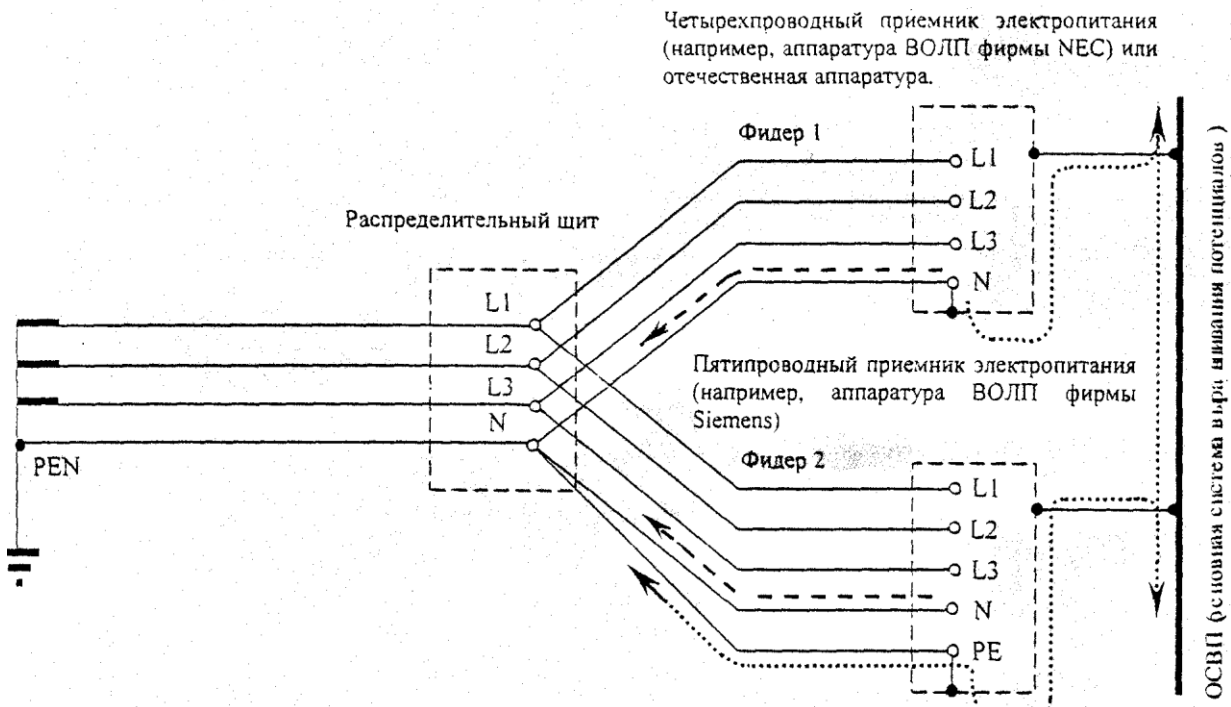 Четырехпроводный приемник электропитания
(например, аппаратура ВОЛП фирмы NEC) или
отечественная аппаратура.
Фидер 1
L1
L2
L3
N
Распределительный щит
L1
L2
L3
N
PEN
Пятипроводный приемник электропитания
(например, аппаратура ВОЛП фирмы
Siemens)
Фидер 2
L1
L2
L3
N
PE
ОСВП (основная система выравнивания потенциалов )